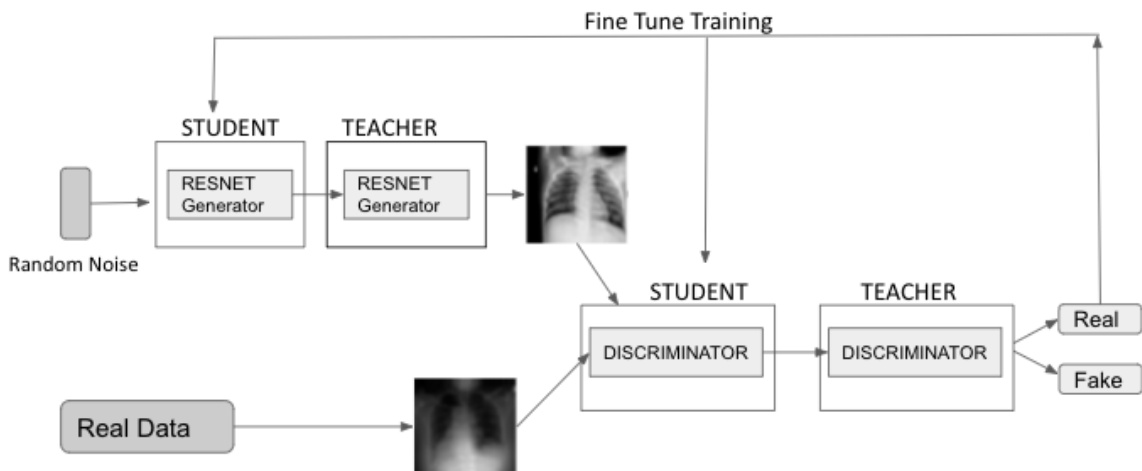 Fine Tune Training
STUDENT
TEACHER
RESNET
Generator
RESNET
Generator
Random Noise
STUDENT
TEACHER
DISCRIMINATOR
DISCRIMINATOR
Real
Fake
Real Data